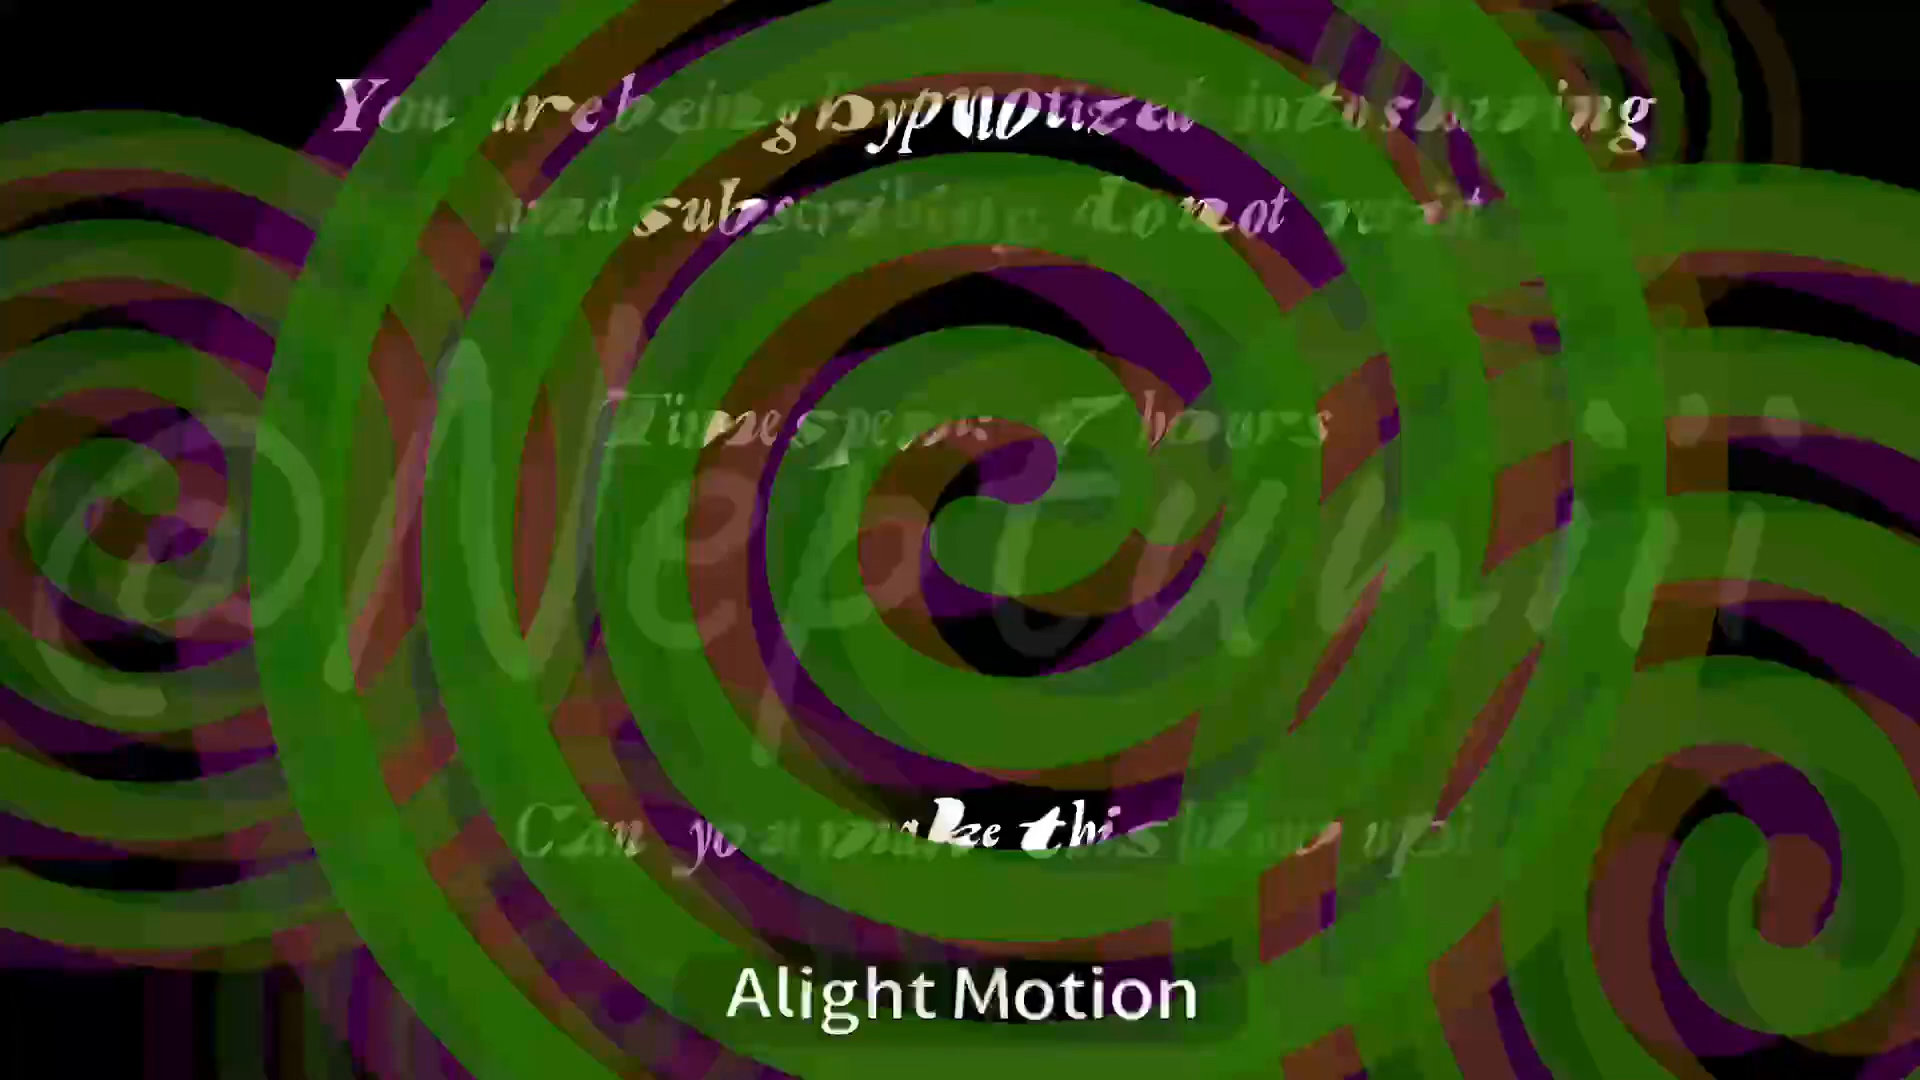 You are being hypnotized into sharing
and subscribing do not resist
Time spent 7 hours
@Neptuniii
Can you make this blow up?
Alight Motion